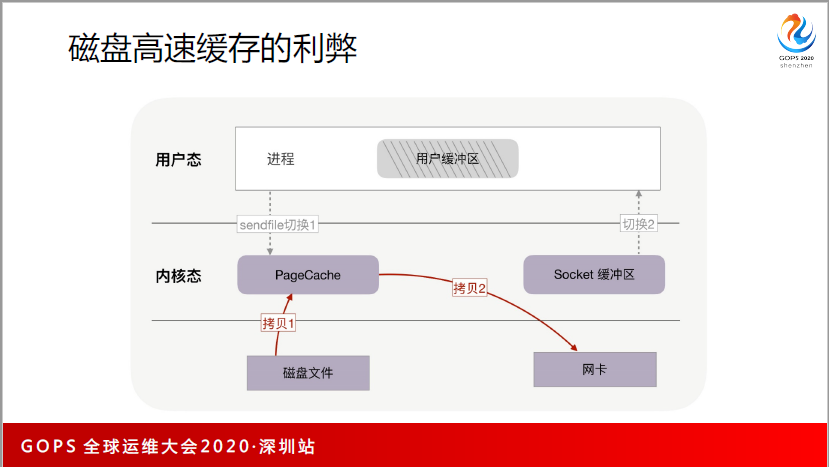 磁盘高速缓存的利弊
GOPS 2020
shenzhen
用户态
进程
用户缓冲区
sendfile切换1
切换2
内核态
PageCache
拷贝2
Socket 缓冲区
拷贝1
磁盘文件
网卡
GOPS 全球运维大会2020·深圳站